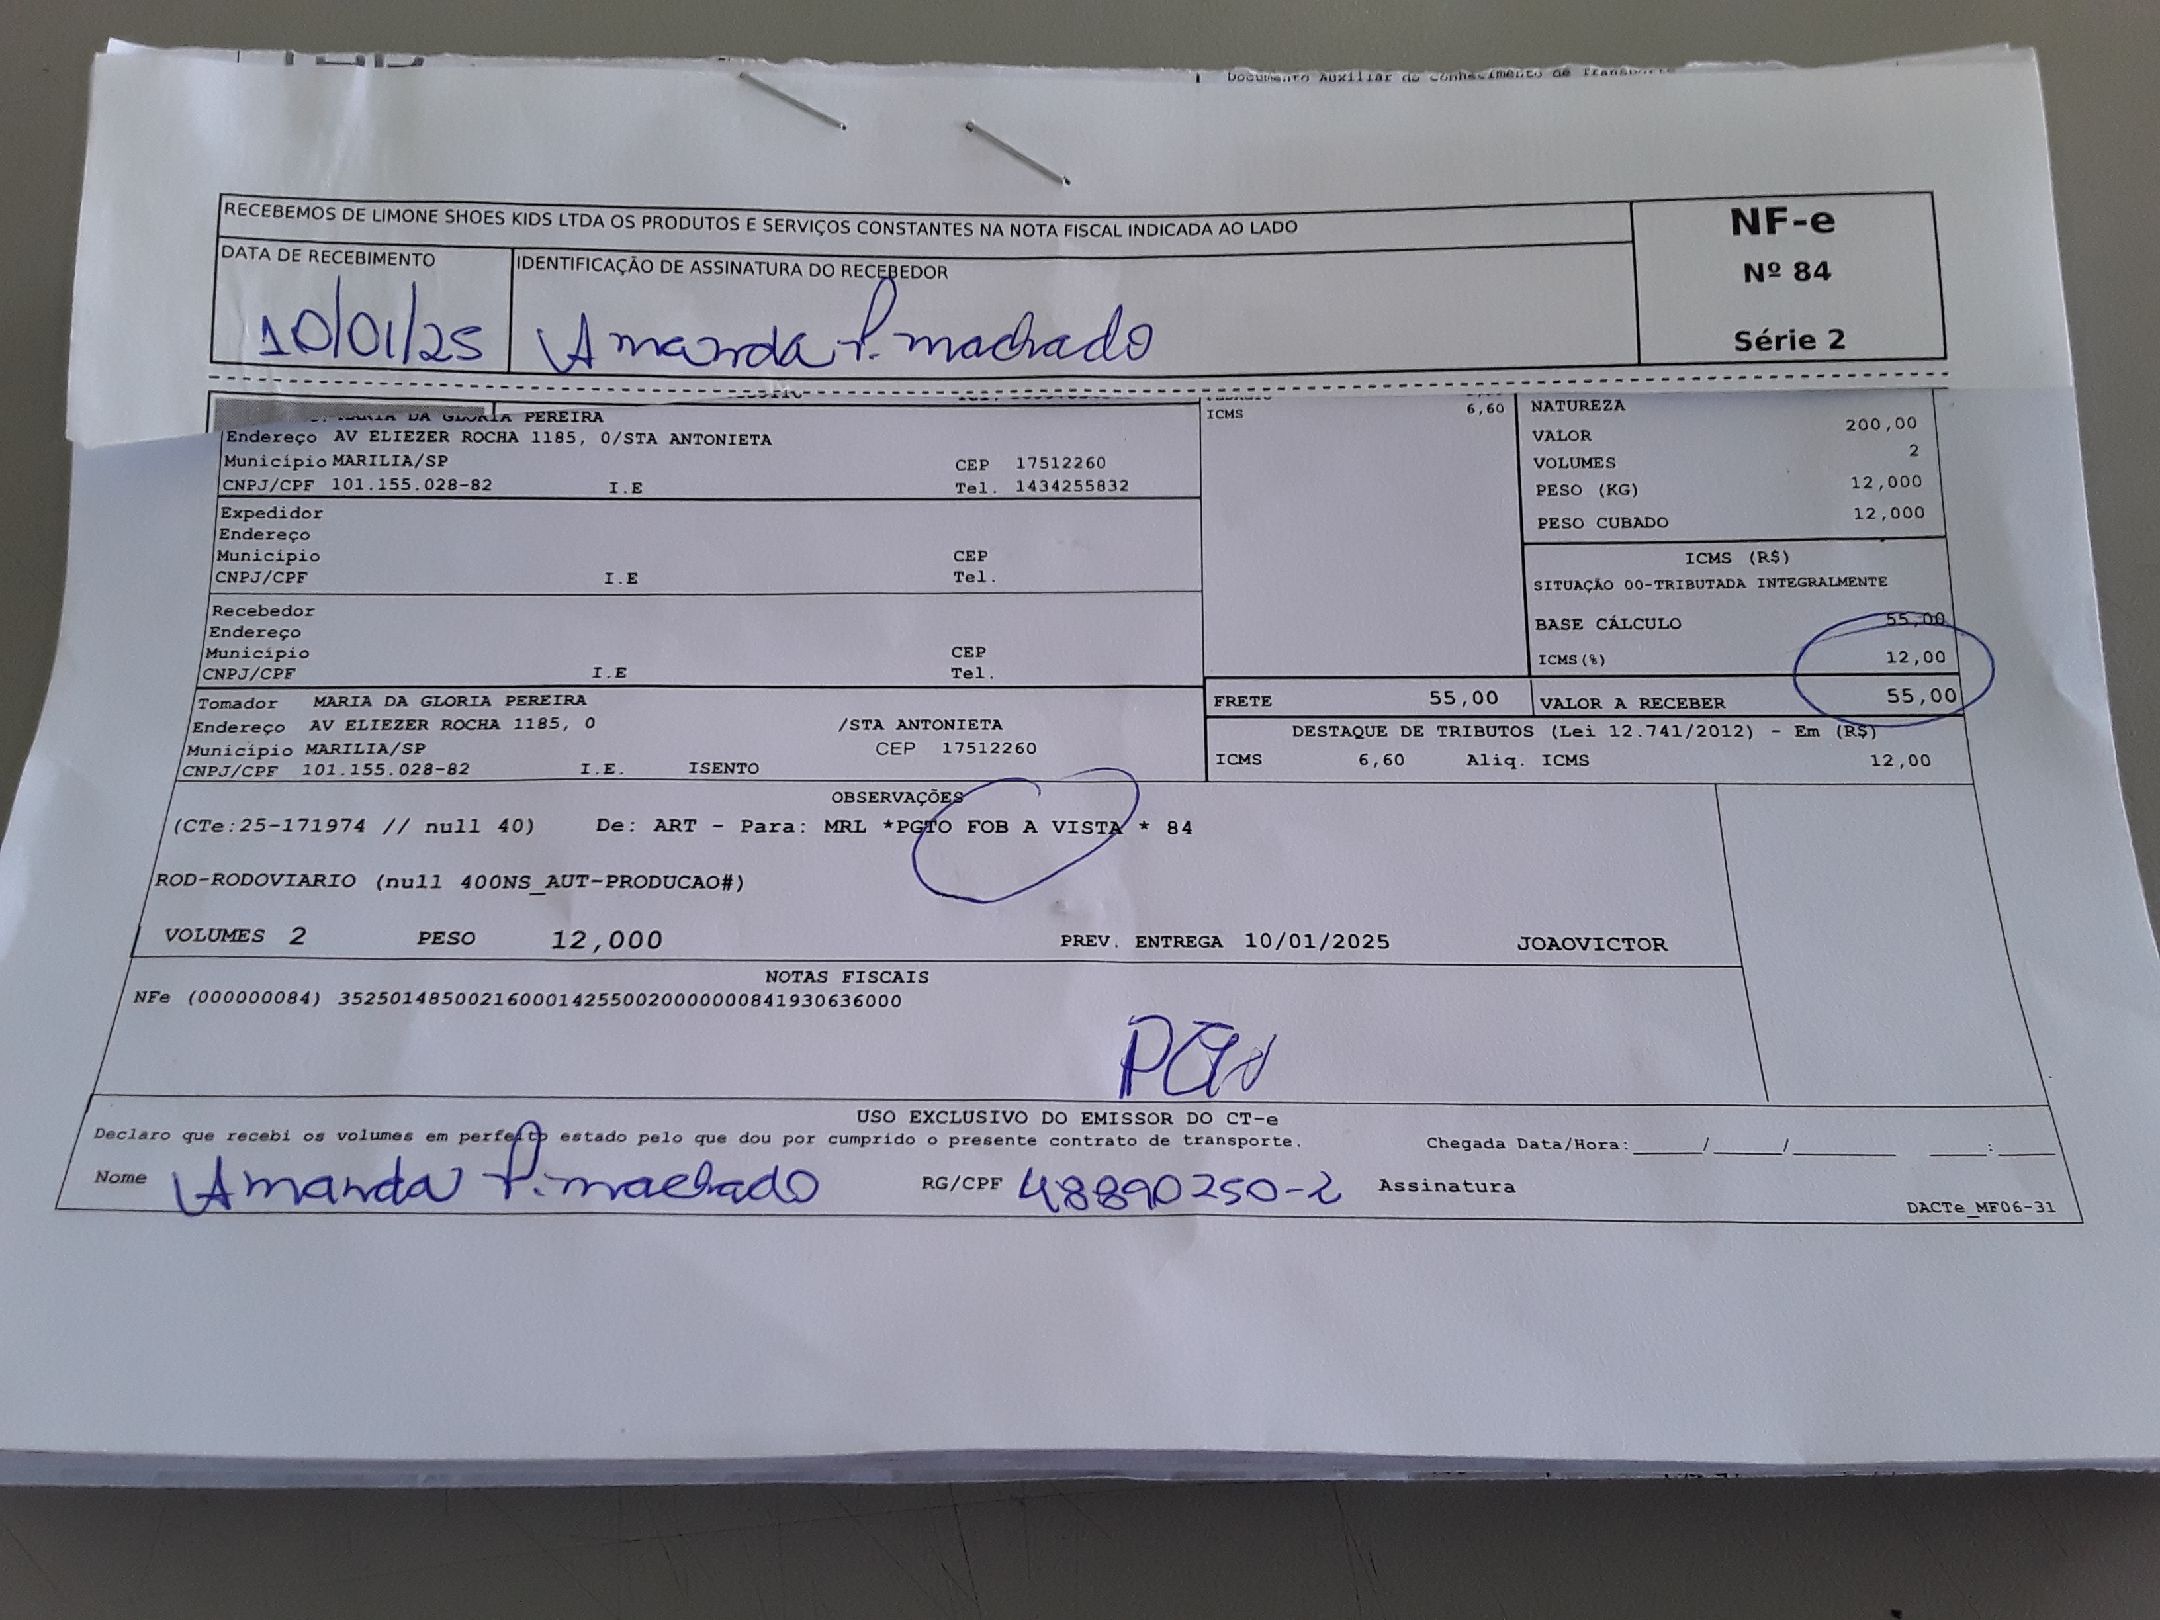 Documento Auxiliar do Conhecimento de Transporte
RECEBEMOS DE LIMONE SHOES KIDS LTDA OS PRODUTOS E SERVIÇOS CONSTANTES NA NOTA FISCAL INDICADA AO LADO
NF-e
Nº 84
Série 2
DATA DE RECEBIMENTO
10/01/25
IDENTIFICAÇÃO DE ASSINATURA DO RECEBEDOR
Amanda P. machado
MARIA DA GLORIA PEREIRA
Endereço AV ELIEZER ROCHA 1185, 0/STA ANTONIETA
Município MARILIA/SP CEP 17512260
CNPJ/CPF 101.155.028-82 I.E Tel. 1434255832
Expedidor
Endereço
Município CEP
CNPJ/CPF I.E Tel.
Recebedor
Endereço
Município CEP
CNPJ/CPF I.E Tel.
Tomador MARIA DA GLORIA PEREIRA
Endereço AV ELIEZER ROCHA 1185, 0 /STA ANTONIETA
Município MARILIA/SP CEP 17512260
CNPJ/CPF 101.155.028-82 I.E. ISENTO
ICMS 6,60
NATUREZA
VALOR 200,00
VOLUMES 2
PESO (KG) 12,000
PESO CUBADO 12,000
ICMS (R$)
SITUAÇÃO 00-TRIBUTADA INTEGRALMENTE
BASE CÁLCULO 55,00
ICMS(%) 12,00
FRETE 55,00 VALOR A RECEBER 55,00
DESTAQUE DE TRIBUTOS (Lei 12.741/2012) - Em (R$)
ICMS 6,60 Aliq. ICMS 12,00
OBSERVAÇÕES
(CTe:25-171974 // null 40) De: ART - Para: MRL *PGTO FOB A VISTA * 84
ROD-RODOVIARIO (null 400NS_AUT-PRODUCAO#)
VOLUMES 2 PESO 12,000 PREV. ENTREGA 10/01/2025 JOAOVICTOR
NOTAS FISCAIS
NFe (000000084) 35250148500216000142550020000000841930636000
USO EXCLUSIVO DO EMISSOR DO CT-e
Declaro que recebi os volumes em perfeito estado pelo que dou por cumprido o presente contrato de transporte. Chegada Data/Hora:____/____/______ ____:____
Nome Amanda P. machado RG/CPF 48890250-2 Assinatura
DACTe_MF06-31